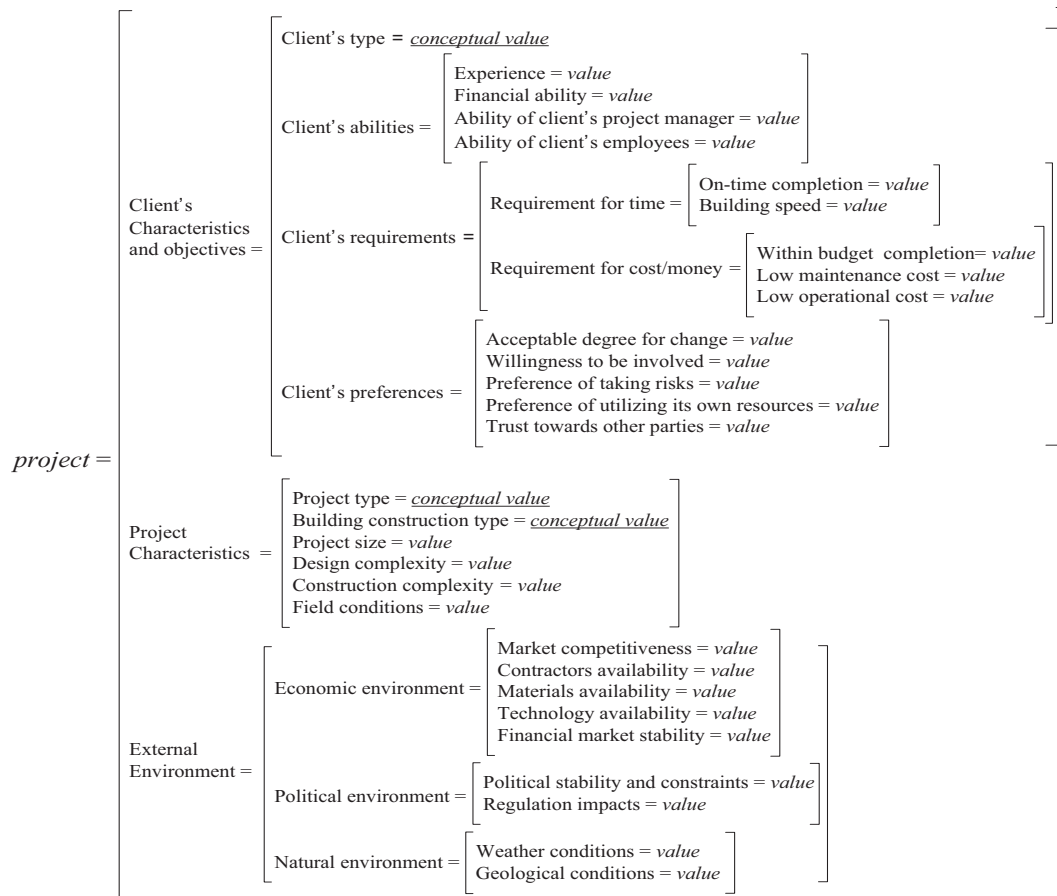 Client's type = conceptual value
Experience = value
Financial ability = value
Client's abilities =
Ability of client's project manager = value
Ability of client's employees = value
Client's
Characteristics
and objectives =
Client's requirements =
Requirement for time =
On-time completion = value
Building speed = value
Requirement for cost/money =
Within budget completion= value
Low maintenance cost = value
Low operational cost = value
Client's preferences =
Acceptable degree for change = value
Willingness to be involved = value
Preference of taking risks = value
Preference of utilizing its own resources = value
Trust towards other parties = value
project =
Project
Characteristics =
Project type = conceptual value
Building construction type = conceptual value
Project size = value
Design complexity = value
Construction complexity = value
Field conditions = value
External
Environment =
Economic environment =
Market competitiveness = value
Contractors availability = value
Materials availability = value
Technology availability = value
Financial market stability = value
Political environment =
Political stability and constraints = value
Regulation impacts = value
Natural environment =
Weather conditions = value
Geological conditions = value